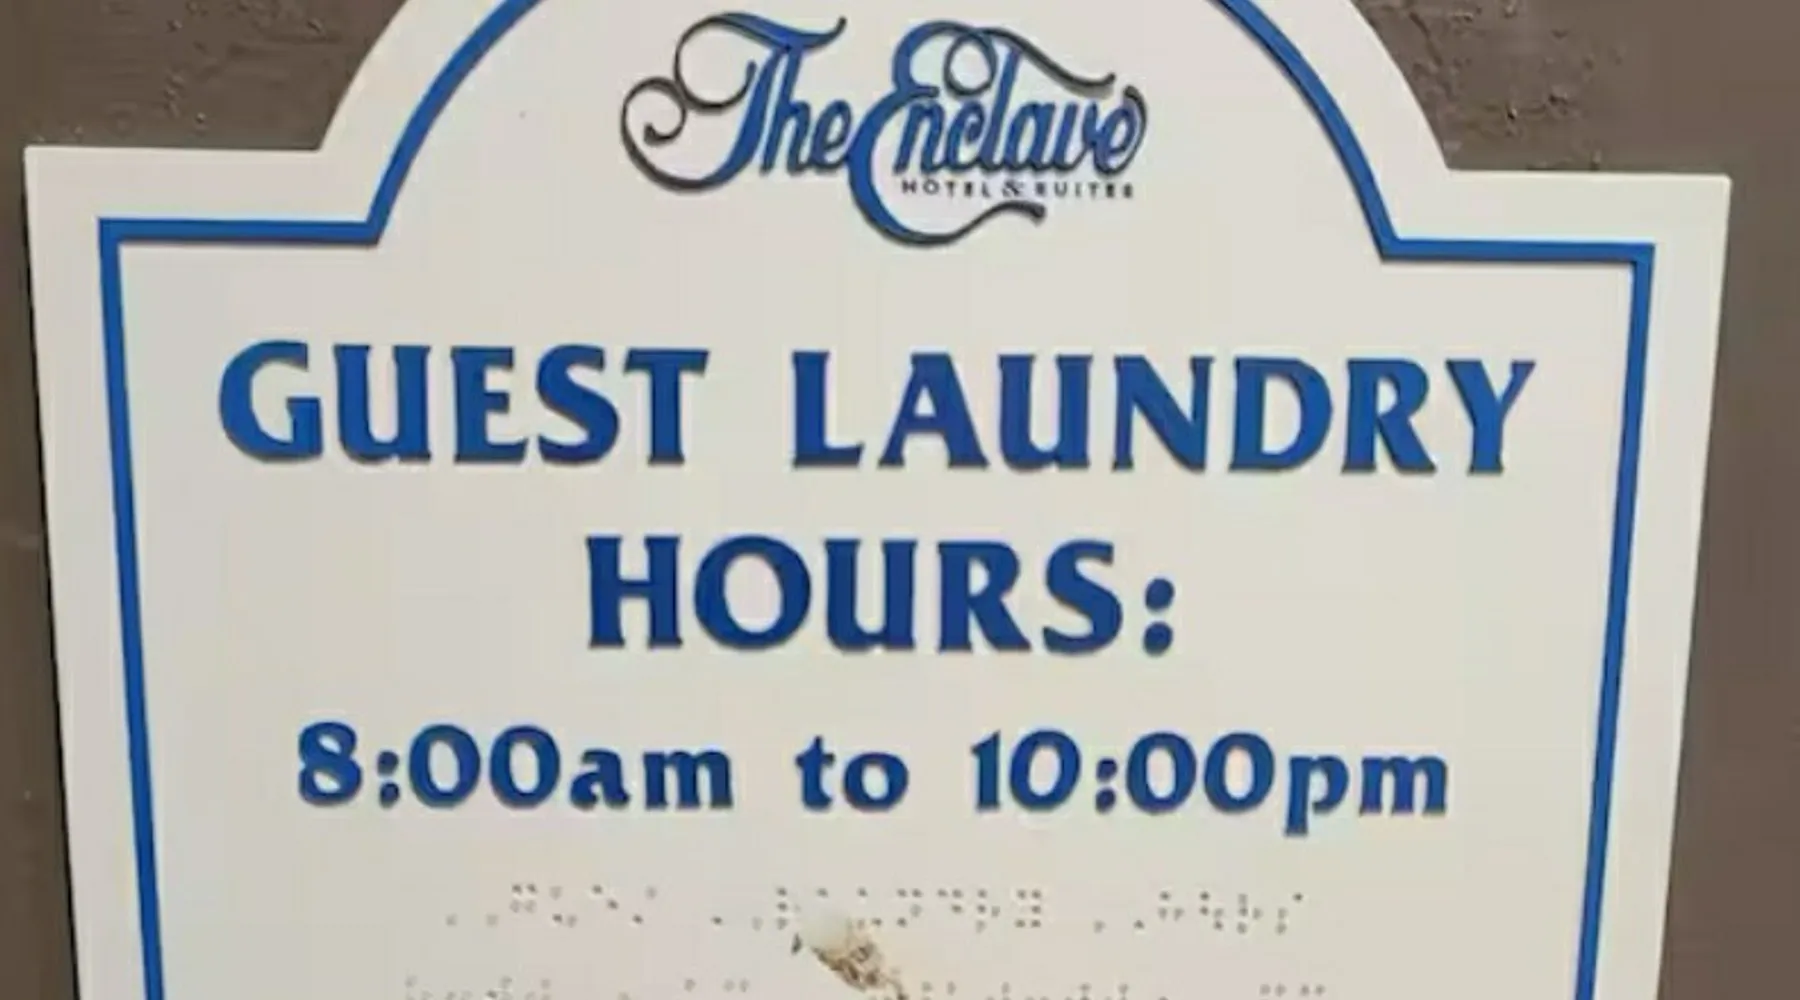 The Enclave
HOTEL & SUITES
GUEST LAUNDRY
HOURS:
8:00am to 10:00pm